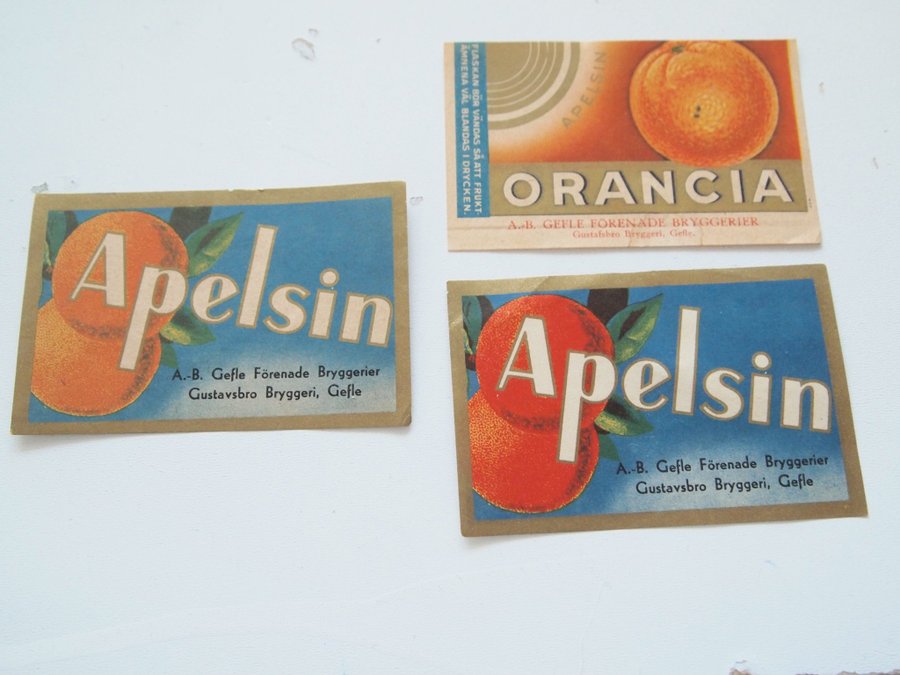 FLASKAN BÖR VÄNDAS SÅ ATT FRUKT-
ÄMNENA VÄL BLANDAS I DRYCKEN.
APELSIN
ORANCIA
A.-B. GEFLE FÖRENADE BRYGGERIER
Gustafsbro Bryggeri, Gefle.
Apelsin
A.-B. Gefle Förenade Bryggerier
Gustavsbro Bryggeri, Gefle
Apelsin
A.-B. Gefle Förenade Bryggerier
Gustavsbro Bryggeri, Gefle